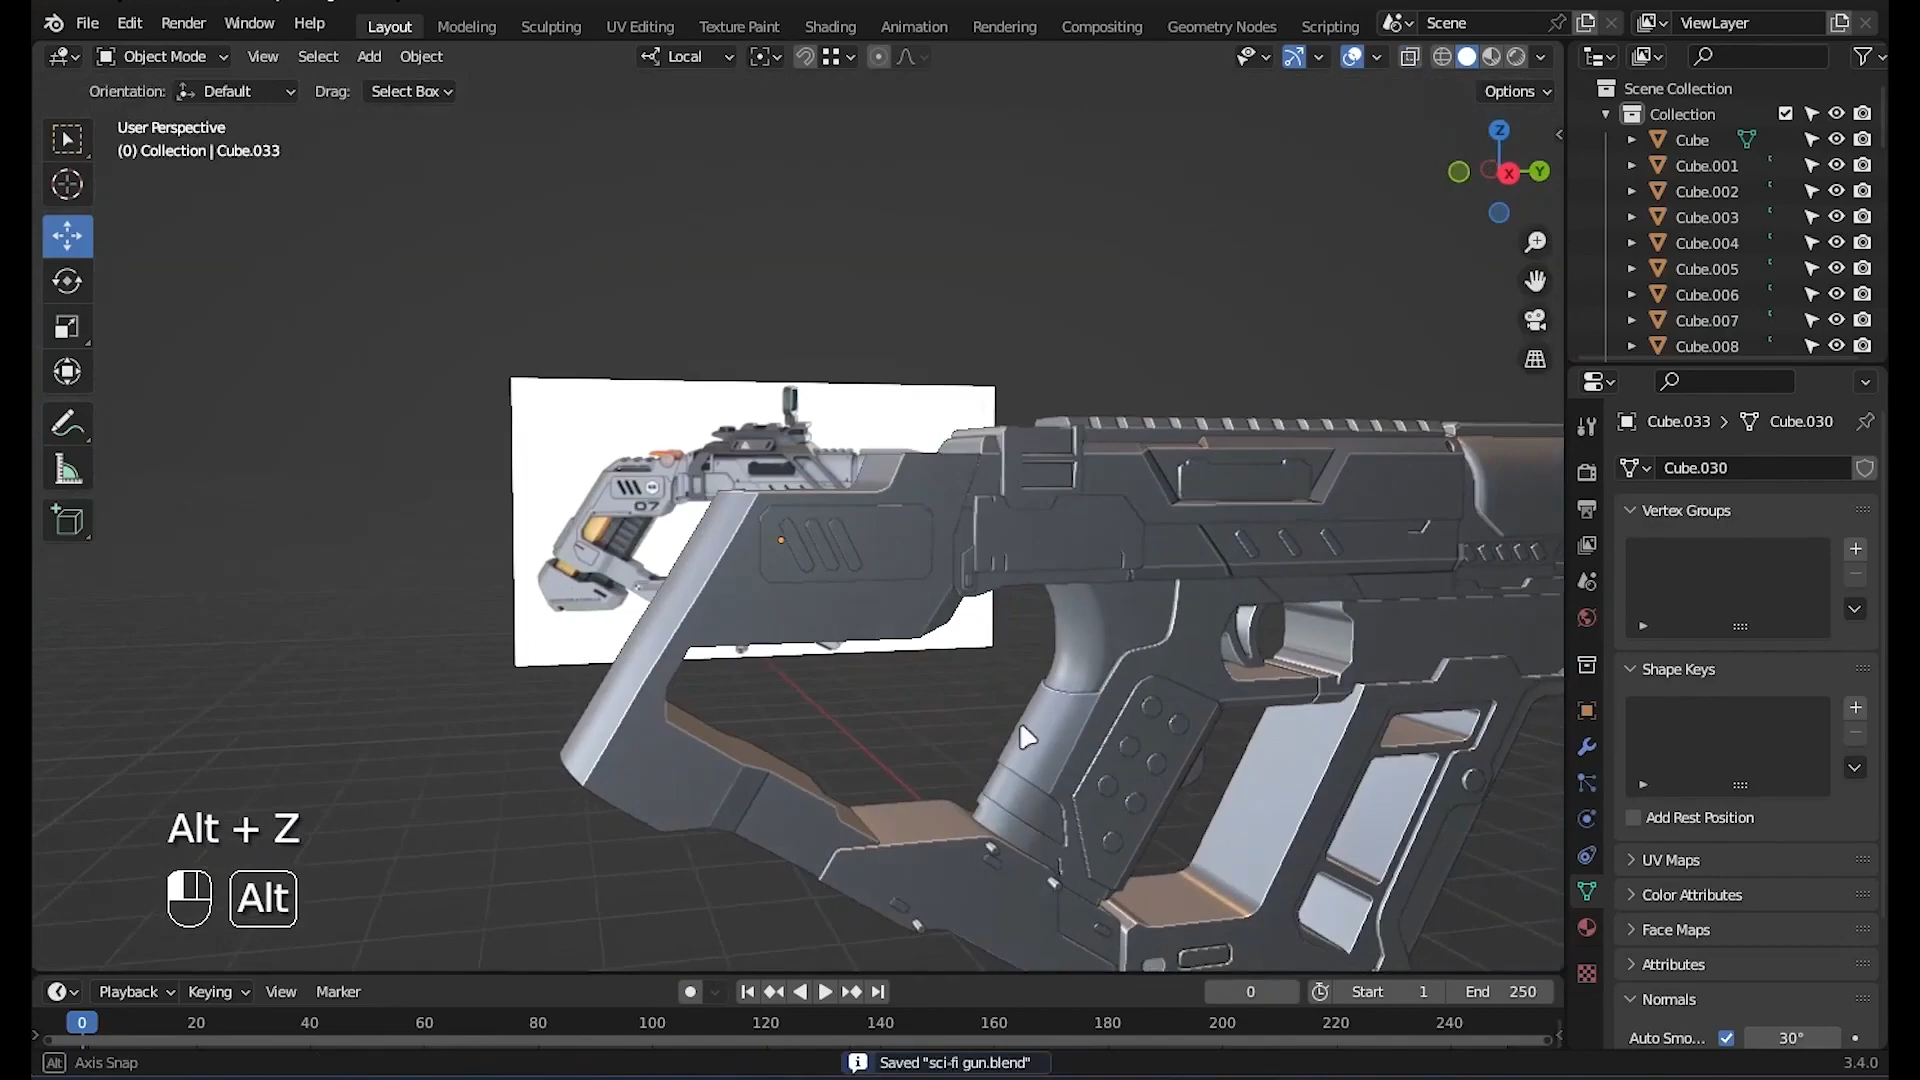 File Edit Render Window Help Layout Modeling Sculpting UV Editing Texture Paint Shading Animation Rendering Compositing Geometry Nodes Scripting Scene ViewLayer
Object Mode View Select Add Object Local
Orientation: Default Drag: Select Box Options
User Perspective
(0) Collection | Cube.033
Z
X
Y
07
Alt + Z
Alt
Scene Collection
Collection
Cube
Cube.001
Cube.002
Cube.003
Cube.004
Cube.005
Cube.006
Cube.007
Cube.008
Cube.033 > Cube.030
Cube.030
Vertex Groups
Shape Keys
Add Rest Position
UV Maps
Color Attributes
Face Maps
Attributes
Normals
Auto Smo... 30°
Playback Keying View Marker 0 Start 1 End 250
0 20 40 60 80 100 120 140 160 180 200 220 240
Alt Axis Snap Saved "sci-fi gun.blend" 3.4.0